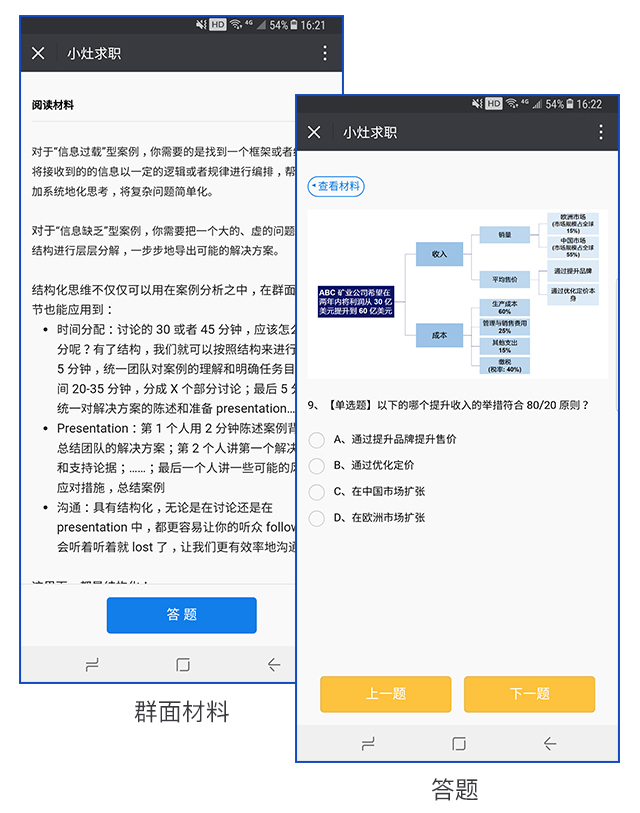 HD 4G 54% 16:21
小灶求职
阅读材料
对于“信息过载”型案例，你需要的是找到一个框架或者
将接收到的的信息以一定的逻辑或者规律进行编排，帮
加系统地化思考，将复杂问题简单化。
对于“信息缺乏”型案例，你需要把一个大的、虚的问题
结构进行层层分解，一步步地导出可能的解决方案。
结构化思维不仅仅可以用在案例分析之中，在群面
节也能应用到：
• 时间分配：讨论的 30 或者 45 分钟，应该怎么
分呢？有了结构，我们就可以按照结构来进行
5 分钟，统一团队对案例的理解和明确任务目
间 20-35 分钟，分成 X 个部分讨论；最后 5 分
统一对解决方案的陈述和准备 presentation...
• Presentation：第 1 个人用 2 分钟陈述案例背
总结团队的解决方案；第 2 个人讲第一个解决
和支持论据；……；最后一个人讲一些可能的风
应对措施，总结案例
• 沟通：具有结构化，无论是在讨论还是在
presentation 中，都更容易让你的听众 follow
会听着听着就 lost 了，让我们更有效率地沟通
答 题
群面材料
HD 4G 54% 16:22
小灶求职
查看材料
ABC 矿业公司希望在
两年内将利润从 30 亿
美元提升到 60 亿美元
收入
销量
欧洲市场
(市场规模占全球
15%)
中国市场
(市场规模占全球
55%)
平均售价
通过提升品牌
通过优化定价本
身
成本
生产成本
60%
管理与销售费用
25%
其他支出
15%
缴税
(税率: 40%)
9、【单选题】以下的哪个提升收入的举措符合 80/20 原则？
A、通过提升品牌提升售价
B、通过优化定价
C、在中国市场扩张
D、在欧洲市场扩张
上一题
下一题
答题